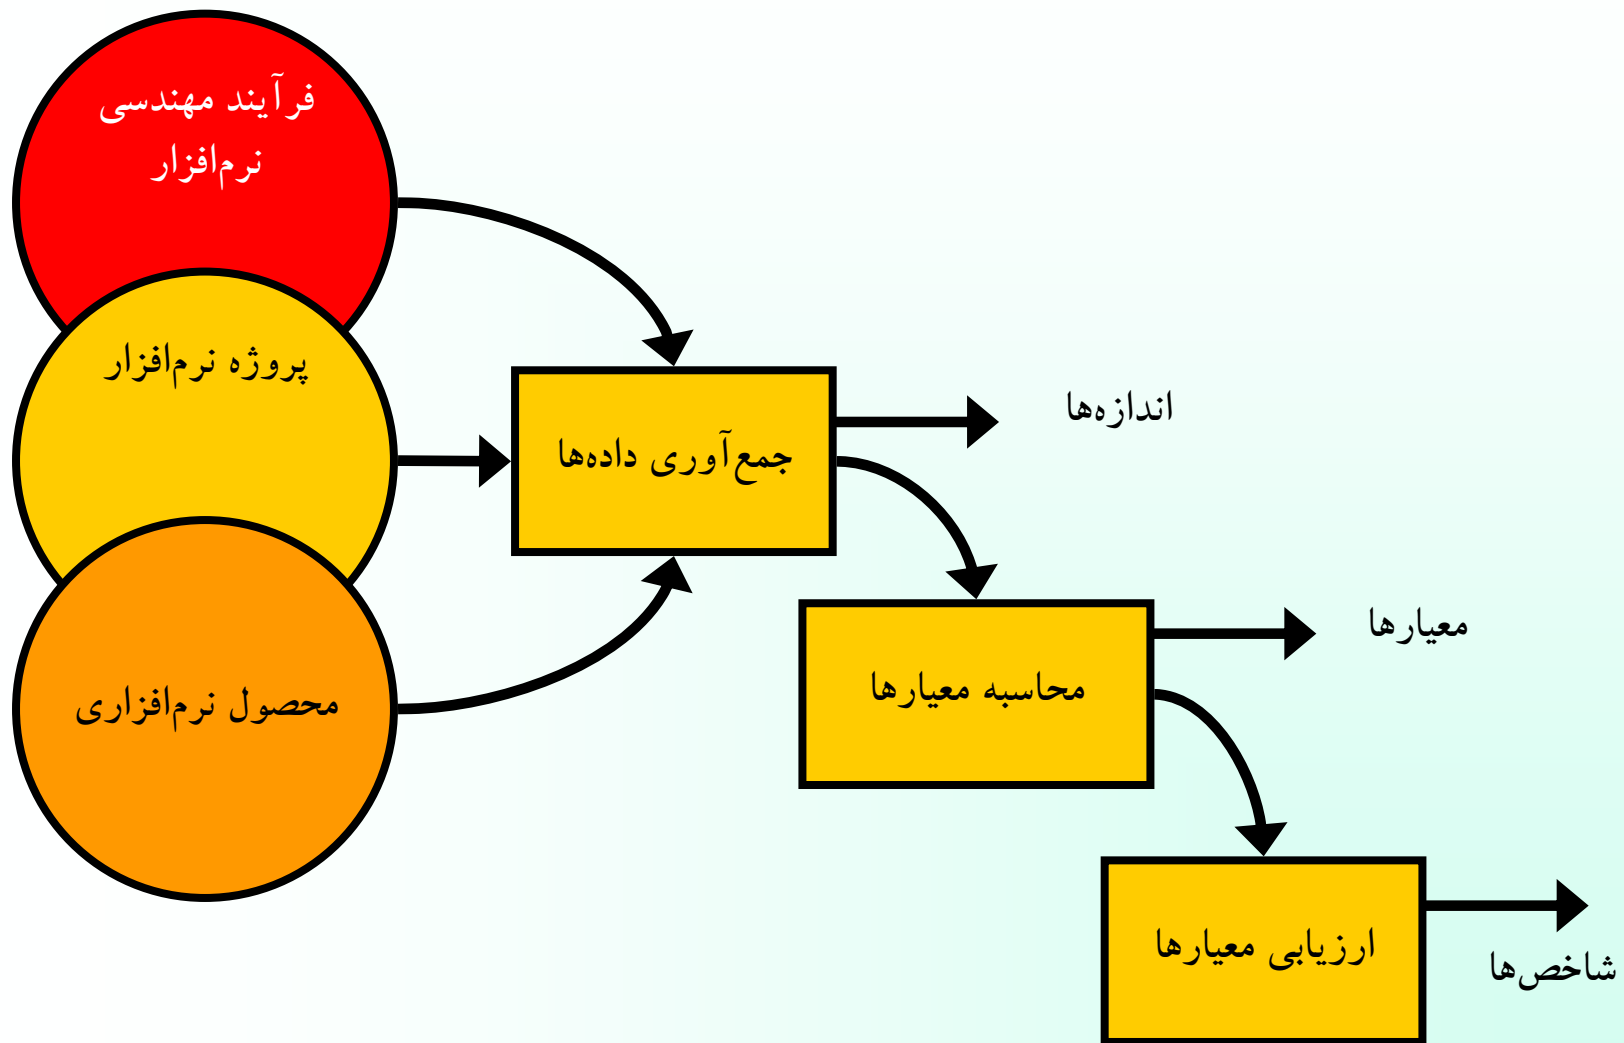 فرآیند مهندسی
نرم‌افزار
پروژه نرم‌افزار
محصول نرم‌افزاری
جمع‌آوری داده‌ها
اندازه‌ها
محاسبه معیارها
معیارها
ارزیابی معیارها
شاخص‌ها